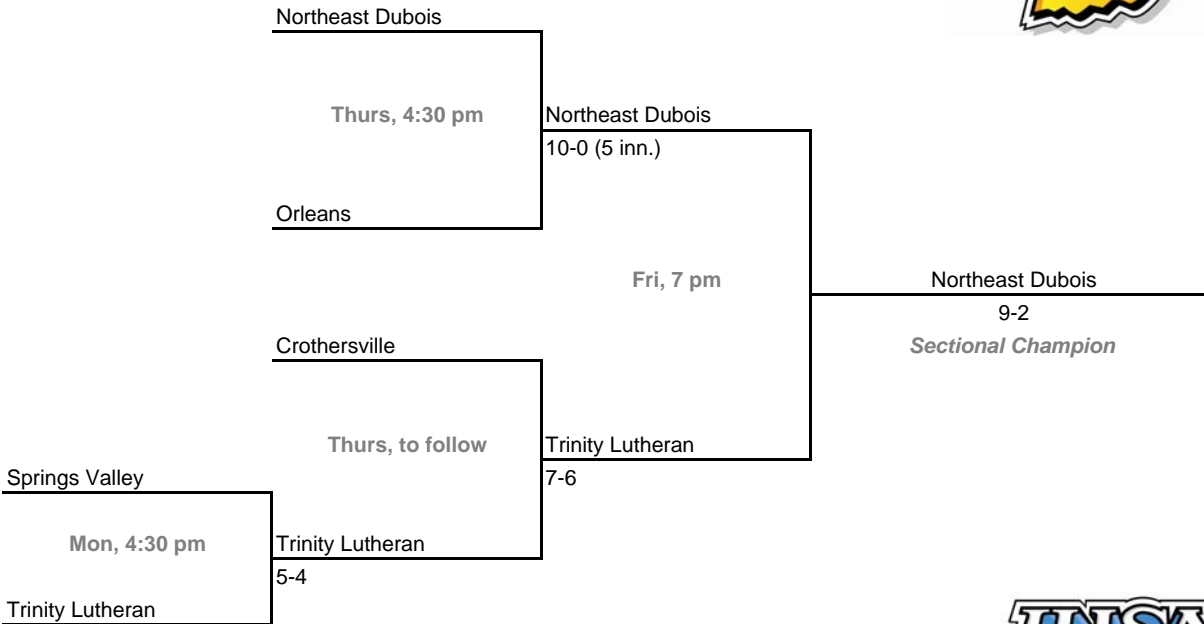 Northeast Dubois
Thurs, 4:30 pm
Northeast Dubois
10-0 (5 inn.)
Orleans
Fri, 7 pm
Northeast Dubois
9-2
Sectional Champion
Crothersville
Thurs, to follow
Trinity Lutheran
7-6
Springs Valley
Mon, 4:30 pm
Trinity Lutheran
5-4
Trinity Lutheran